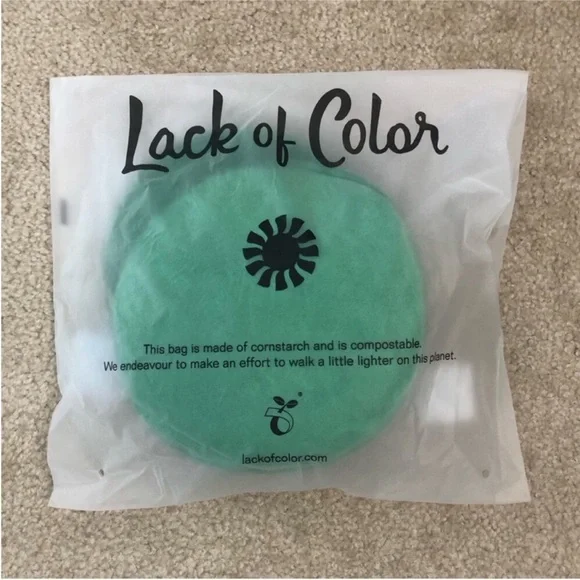 Lack of Color
This bag is made of cornstarch and is compostable.
We endeavour to make an effort to walk a little lighter on this planet.
®
lackofcolor.com